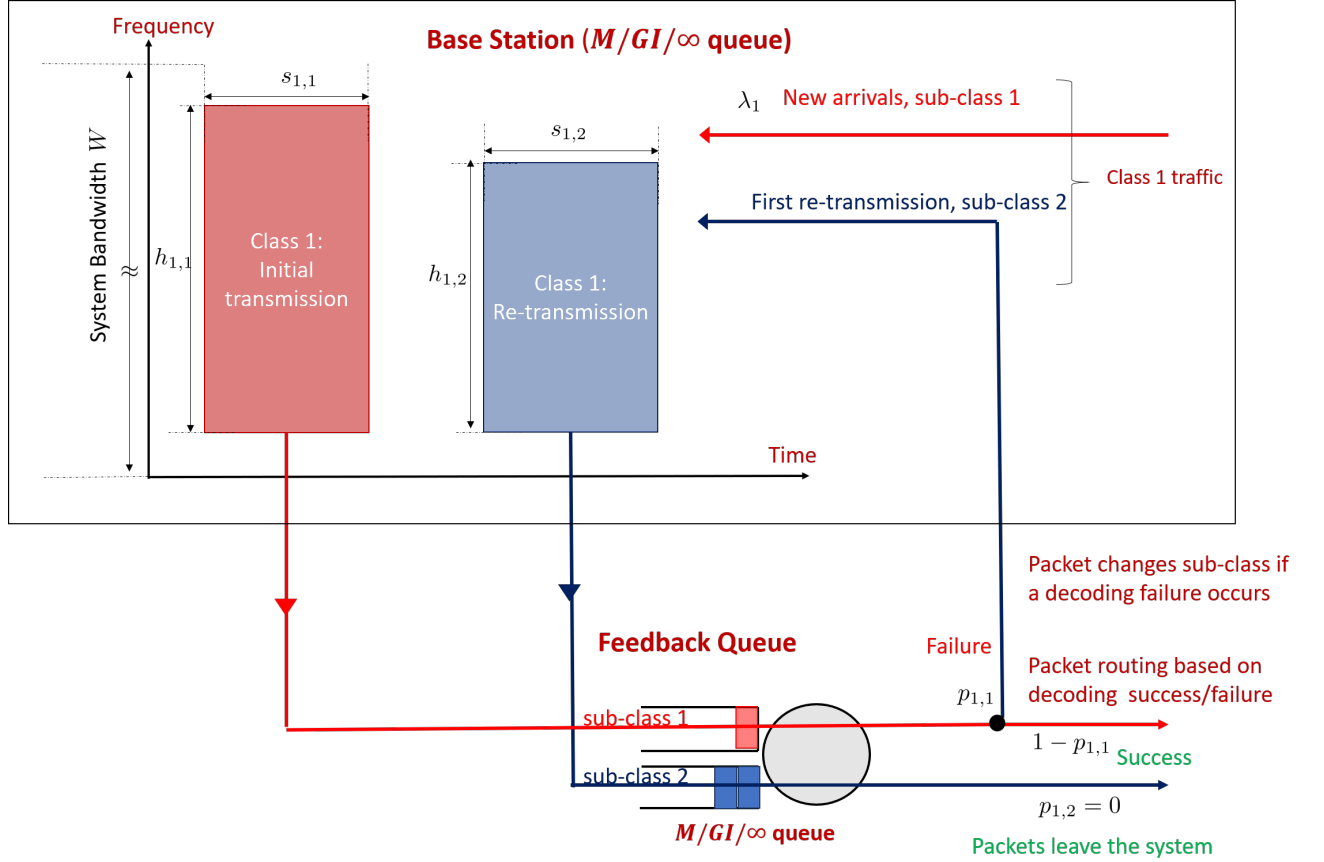 Frequency
Base Station (M/GI/∞ queue)
s1,1
λ1
New arrivals, sub-class 1
s1,2
System Bandwidth W
≈
h1,1
Class 1:
Initial
transmission
h1,2
Class 1:
Re-transmission
First re-transmission, sub-class 2
Class 1 traffic
Time
Packet changes sub-class if
a decoding failure occurs
Feedback Queue
Failure
Packet routing based on
decoding success/failure
p1,1
sub-class 1
1 − p1,1
Success
sub-class 2
p1,2 = 0
M/GI/∞ queue
Packets leave the system